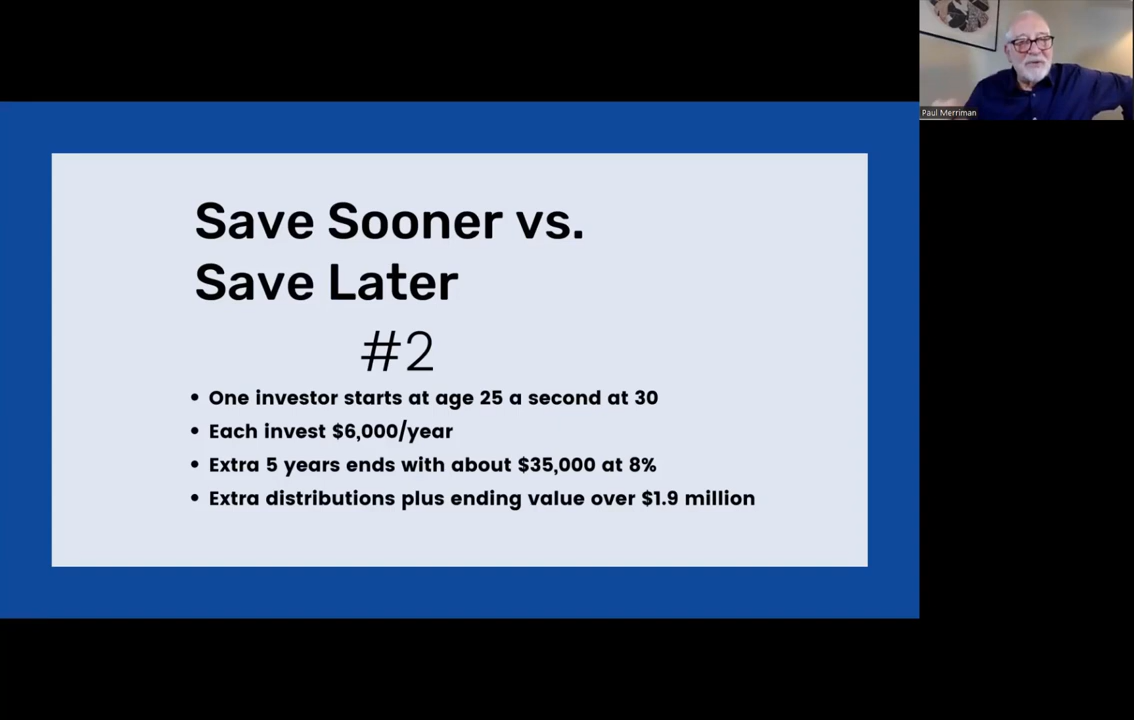 Paul Merriman
Save Sooner vs.
Save Later
#2
• One investor starts at age 25 a second at 30
• Each invest $6,000/year
• Extra 5 years ends with about $35,000 at 8%
• Extra distributions plus ending value over $1.9 million